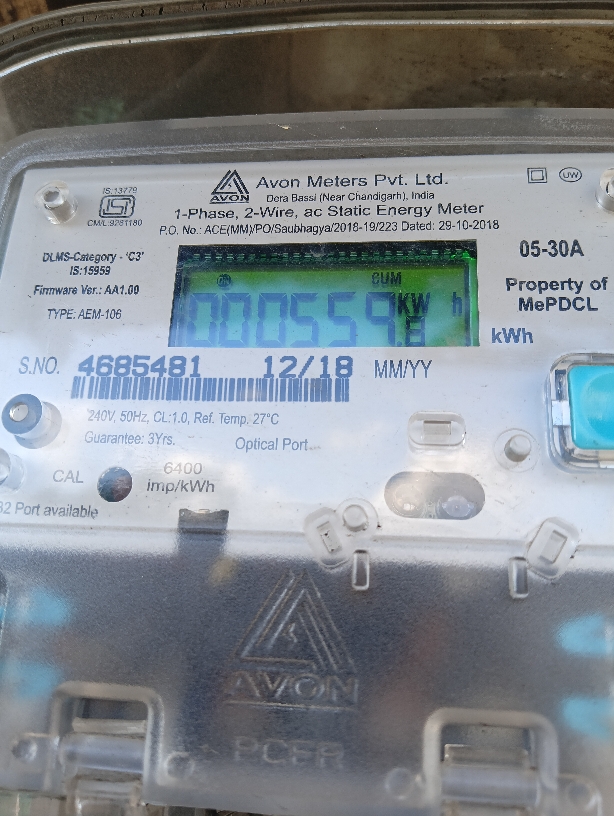 IS:13779
ISI
CM/L:9281180
AVON
Avon Meters Pvt. Ltd.
Dera Bassi (Near Chandigarh), India
UW
1-Phase, 2-Wire, ac Static Energy Meter
P.O. No.: ACE(MM)/PO/Saubhagya/2018-19/223 Dated: 29-10-2018
DLMS-Category - 'C3'
IS:15959
Firmware Ver.: AA1.00
TYPE: AEM-106
CUM
000559.8 KW h
05-30A
Property of
MePDCL
kWh
S.NO. 4685481 12/18 MM/YY
240V, 50Hz, CL:1.0, Ref. Temp. 27°C
Guarantee: 3Yrs.
Optical Port
CAL
6400
imp/kWh
32 Port available
AVON